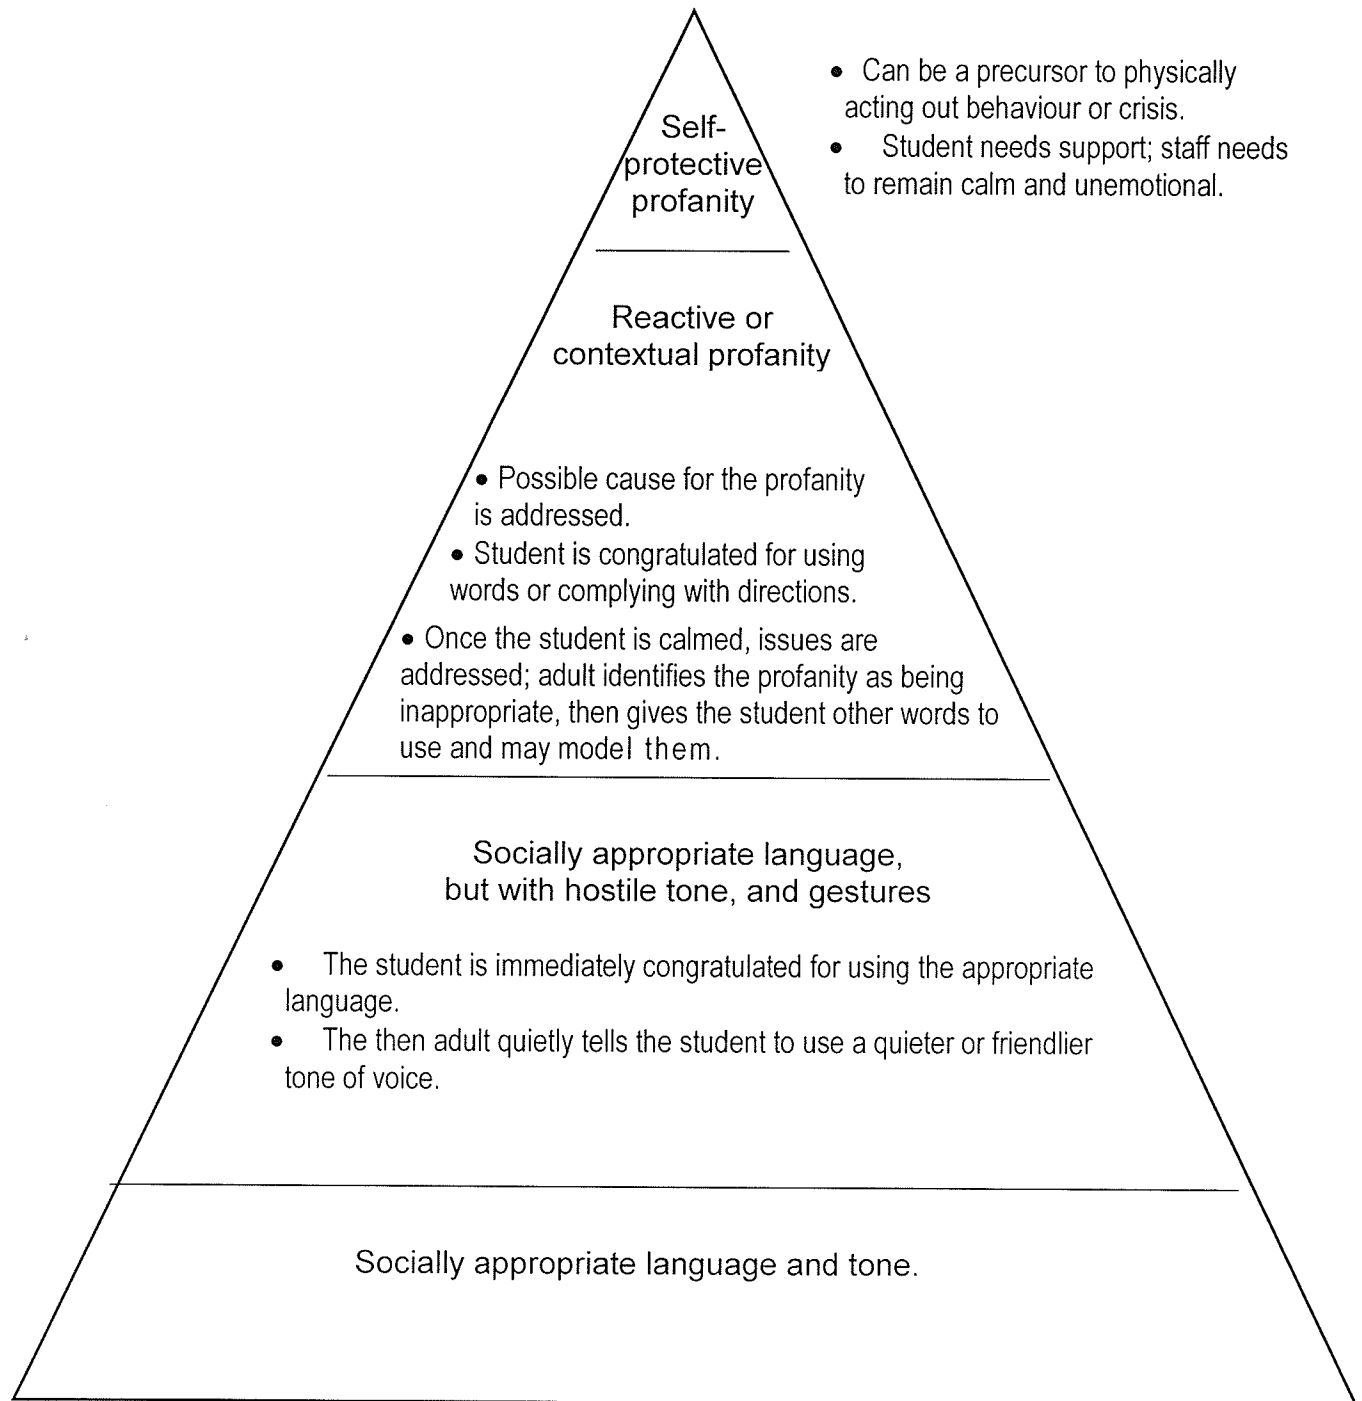 Self-
protective
profanity
• Can be a precursor to physically
acting out behaviour or crisis.
• Student needs support; staff needs
to remain calm and unemotional.
Reactive or
contextual profanity
• Possible cause for the profanity
is addressed.
• Student is congratulated for using
words or complying with directions.
• Once the student is calmed, issues are
addressed; adult identifies the profanity as being
inappropriate, then gives the student other words to
use and may model them.
Socially appropriate language,
but with hostile tone, and gestures
• The student is immediately congratulated for using the appropriate
language.
• The then adult quietly tells the student to use a quieter or friendlier
tone of voice.
Socially appropriate language and tone.